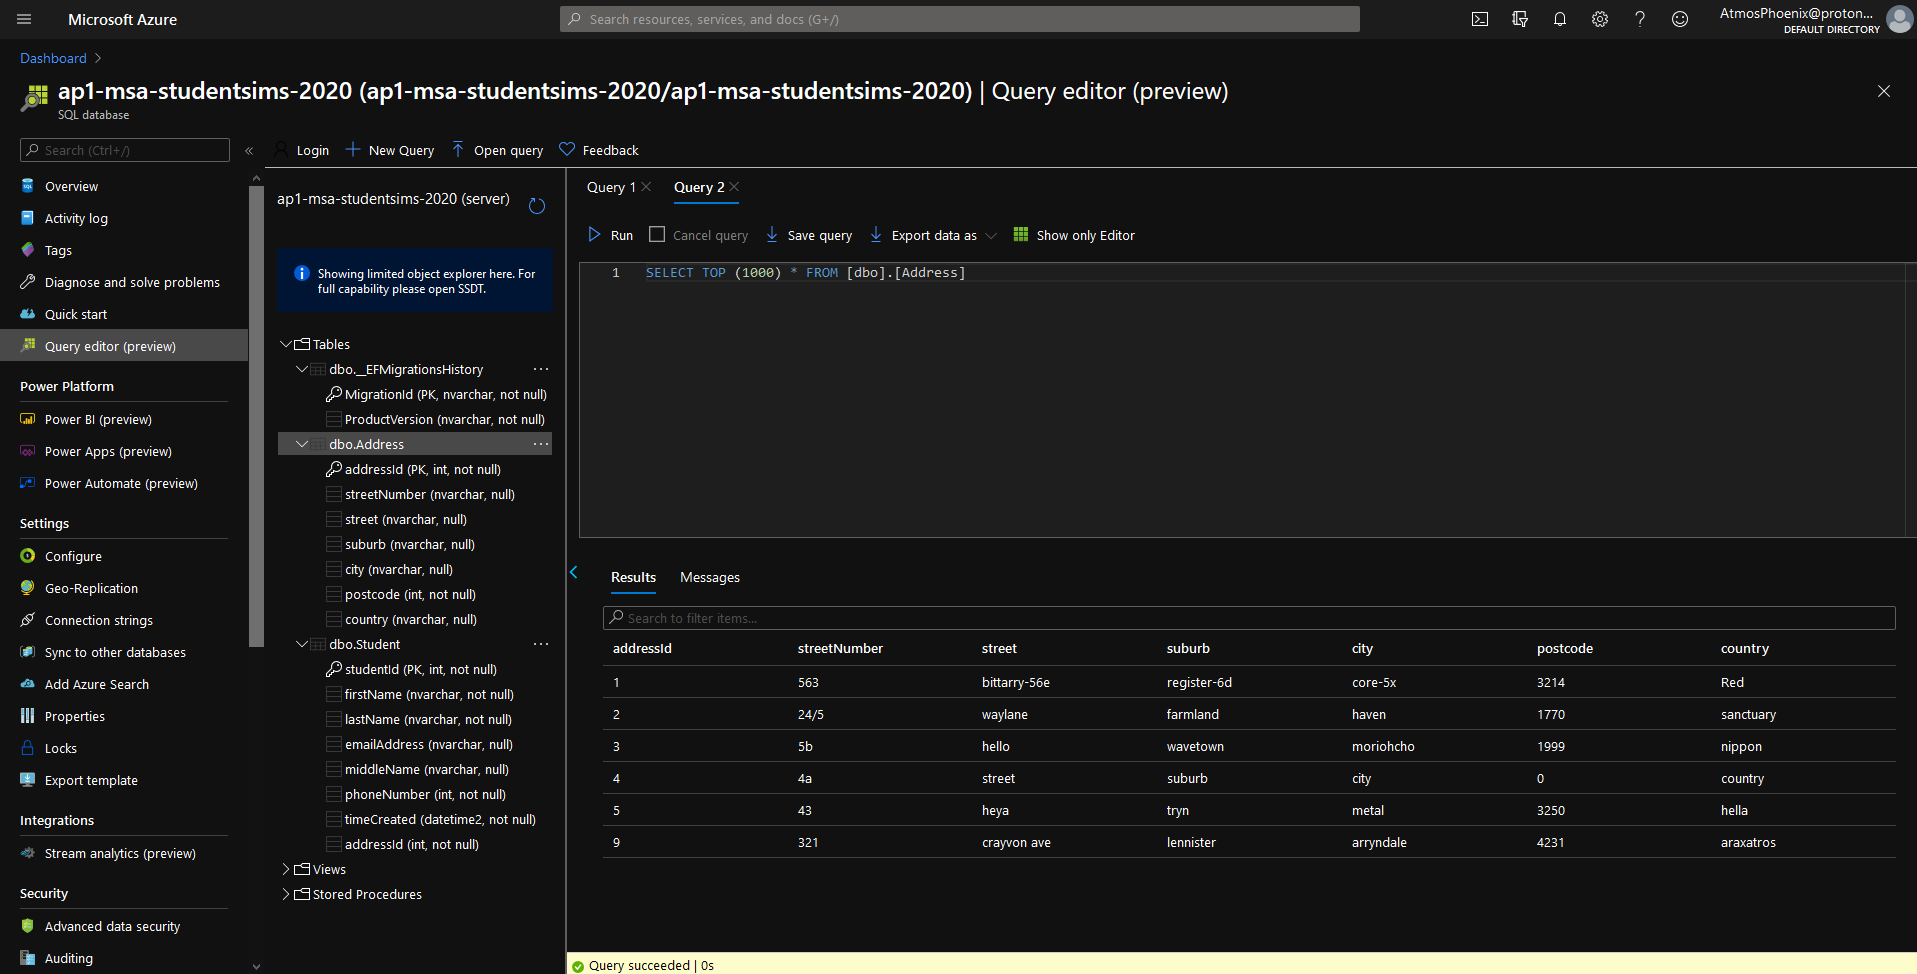 Microsoft Azure
Search resources, services, and docs (G+/)
AtmosPhoenix@proton...
DEFAULT DIRECTORY
Dashboard
ap1-msa-studentsims-2020 (ap1-msa-studentsims-2020/ap1-msa-studentsims-2020) | Query editor (preview)
SQL database
Search (Ctrl+/)
«
Overview
Activity log
Tags
Diagnose and solve problems
Quick start
Query editor (preview)
Power Platform
Power BI (preview)
Power Apps (preview)
Power Automate (preview)
Settings
Configure
Geo-Replication
Connection strings
Sync to other databases
Add Azure Search
Properties
Locks
Export template
Integrations
Stream analytics (preview)
Security
Advanced data security
Auditing
Login New Query Open query Feedback
ap1-msa-studentsims-2020 (server)
Showing limited object explorer here. For
full capability please open SSDT.
Tables
dbo.__EFMigrationsHistory ...
MigrationId (PK, nvarchar, not null)
ProductVersion (nvarchar, not null)
dbo.Address ...
addressId (PK, int, not null)
streetNumber (nvarchar, null)
street (nvarchar, null)
suburb (nvarchar, null)
city (nvarchar, null)
postcode (int, not null)
country (nvarchar, null)
dbo.Student ...
studentId (PK, int, not null)
firstName (nvarchar, not null)
lastName (nvarchar, not null)
emailAddress (nvarchar, null)
middleName (nvarchar, null)
phoneNumber (int, not null)
timeCreated (datetime2, not null)
addressId (int, not null)
Views
Stored Procedures
Query 1 Query 2
Run Cancel query Save query Export data as Show only Editor
1 SELECT TOP (1000) * FROM [dbo].[Address]
Results Messages
Search to filter items...
addressId streetNumber street suburb city postcode country
1 563 bittarry-56e register-6d core-5x 3214 Red
2 24/5 waylane farmland haven 1770 sanctuary
3 5b hello wavetown moriohcho 1999 nippon
4 4a street suburb city 0 country
5 43 heya tryn metal 3250 hella
9 321 crayvon ave lennister arryndale 4231 araxatros
Query succeeded | 0s